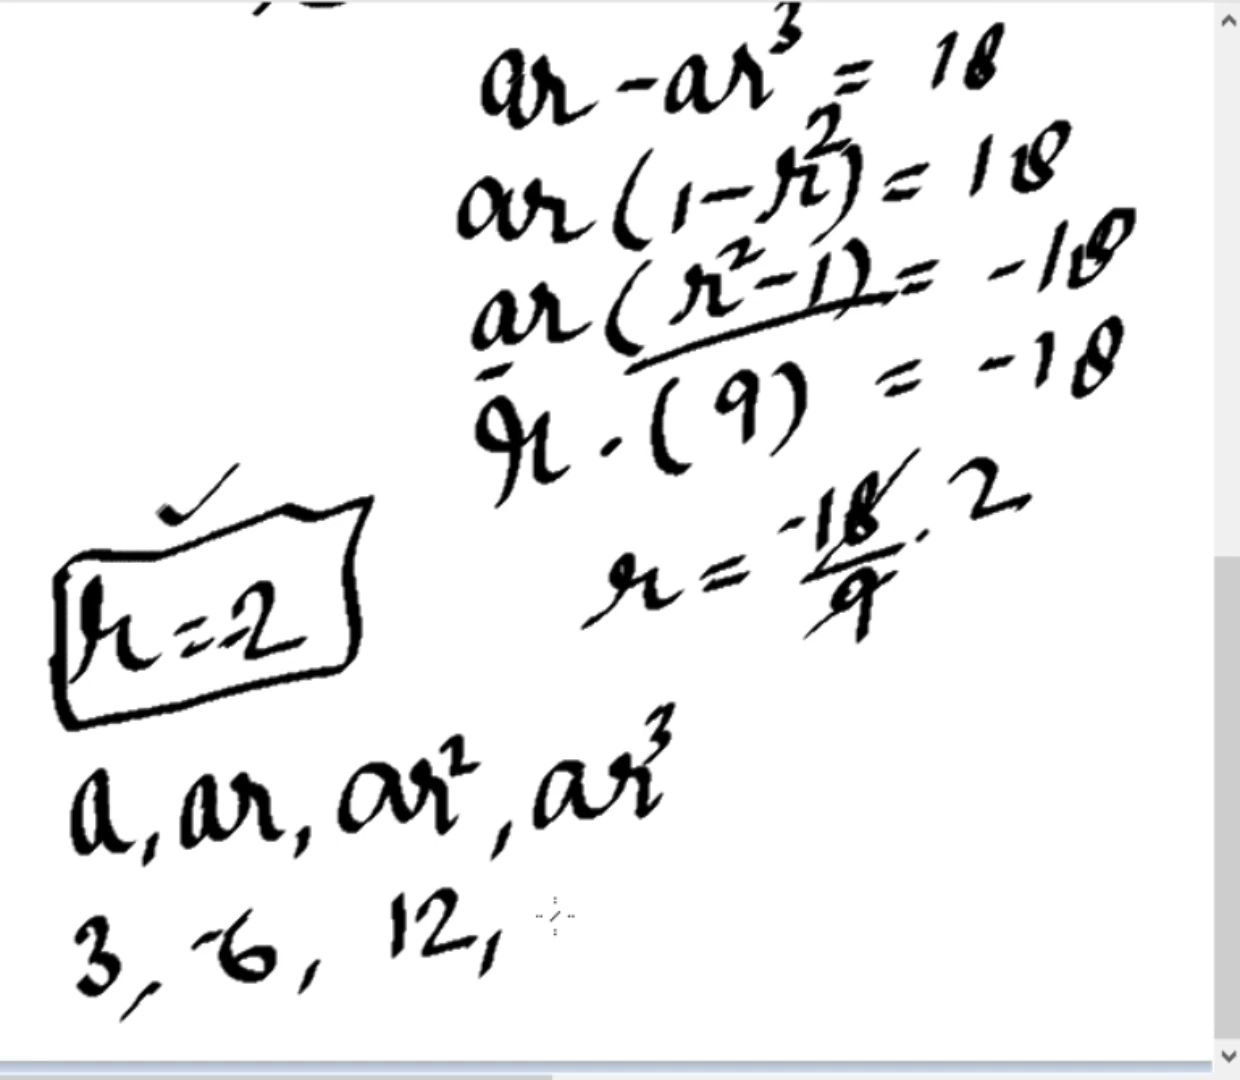 ar - ar³ = 18
ar (1 - r²) = 18
ar (r² - 1) = -18
r . (9) = -18
r = -18/9 . 2
r = -2
a, ar, ar², ar³
3, -6, 12,